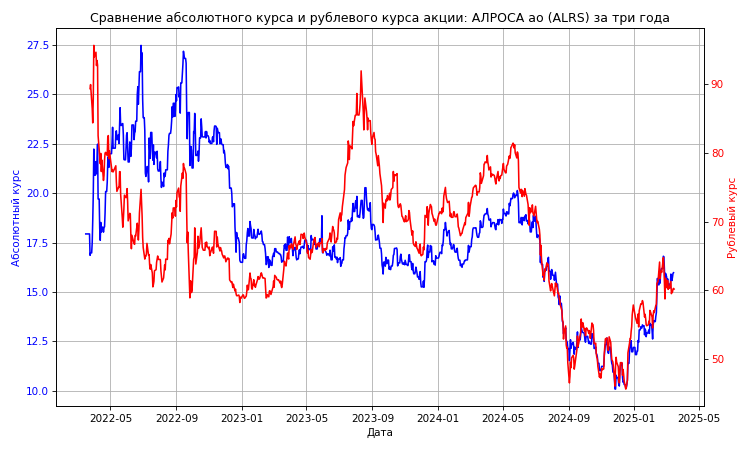 Сравнение абсолютного курса и рублевого курса акции: АЛРОСА ао (ALRS) за три года
27.5
25.0
22.5
20.0
17.5
15.0
12.5
10.0
Абсолютный курс
90
80
70
60
50
Рублевый курс
2022-05 2022-09 2023-01 2023-05 2023-09 2024-01 2024-05 2024-09 2025-01 2025-05
Дата